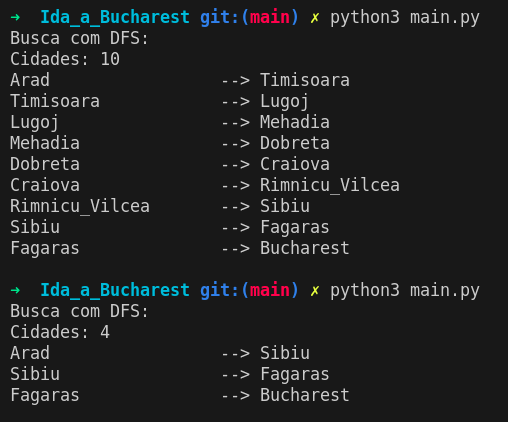 → Ida_a_Bucharest git:(main) ✗ python3 main.py
Busca com DFS:
Cidades: 10
Arad --> Timisoara
Timisoara --> Lugoj
Lugoj --> Mehadia
Mehadia --> Dobreta
Dobreta --> Craiova
Craiova --> Rimnicu_Vilcea
Rimnicu_Vilcea --> Sibiu
Sibiu --> Fagaras
Fagaras --> Bucharest
→ Ida_a_Bucharest git:(main) ✗ python3 main.py
Busca com DFS:
Cidades: 4
Arad --> Sibiu
Sibiu --> Fagaras
Fagaras --> Bucharest